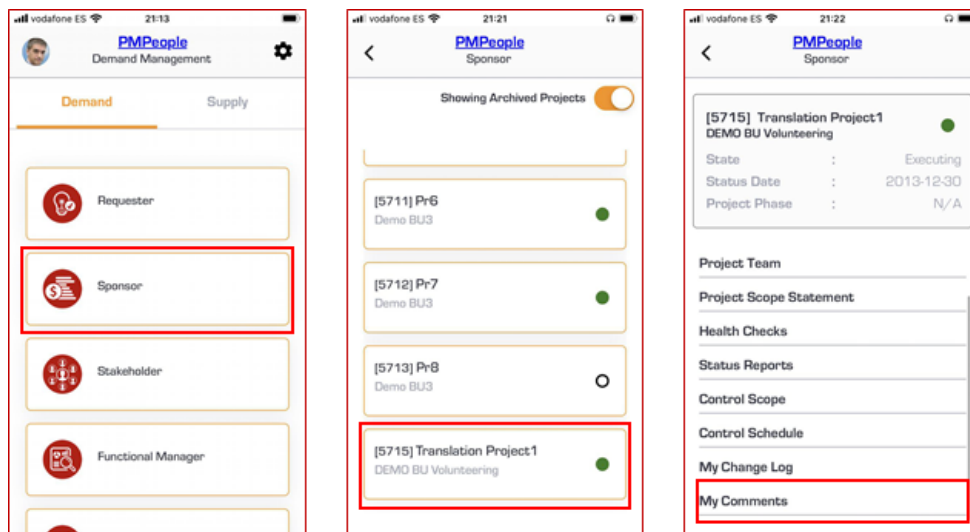 vodafone ES 21:13
PMPeople
Demand Management
Demand Supply
Requester
Sponsor
Stakeholder
Functional Manager
vodafone ES 21:21
PMPeople
Sponsor
Showing Archived Projects
[5711] Pr6
Demo BU3
[5712] Pr7
Demo BU3
[5713] Pr8
Demo BU3
[5715] Translation Project1
DEMO BU Volunteering
vodafone ES 21:22
PMPeople
Sponsor
[5715] Translation Project1
DEMO BU Volunteering
State : Executing
Status Date : 2013-12-30
Project Phase : N/A
Project Team
Project Scope Statement
Health Checks
Status Reports
Control Scope
Control Schedule
My Change Log
My Comments